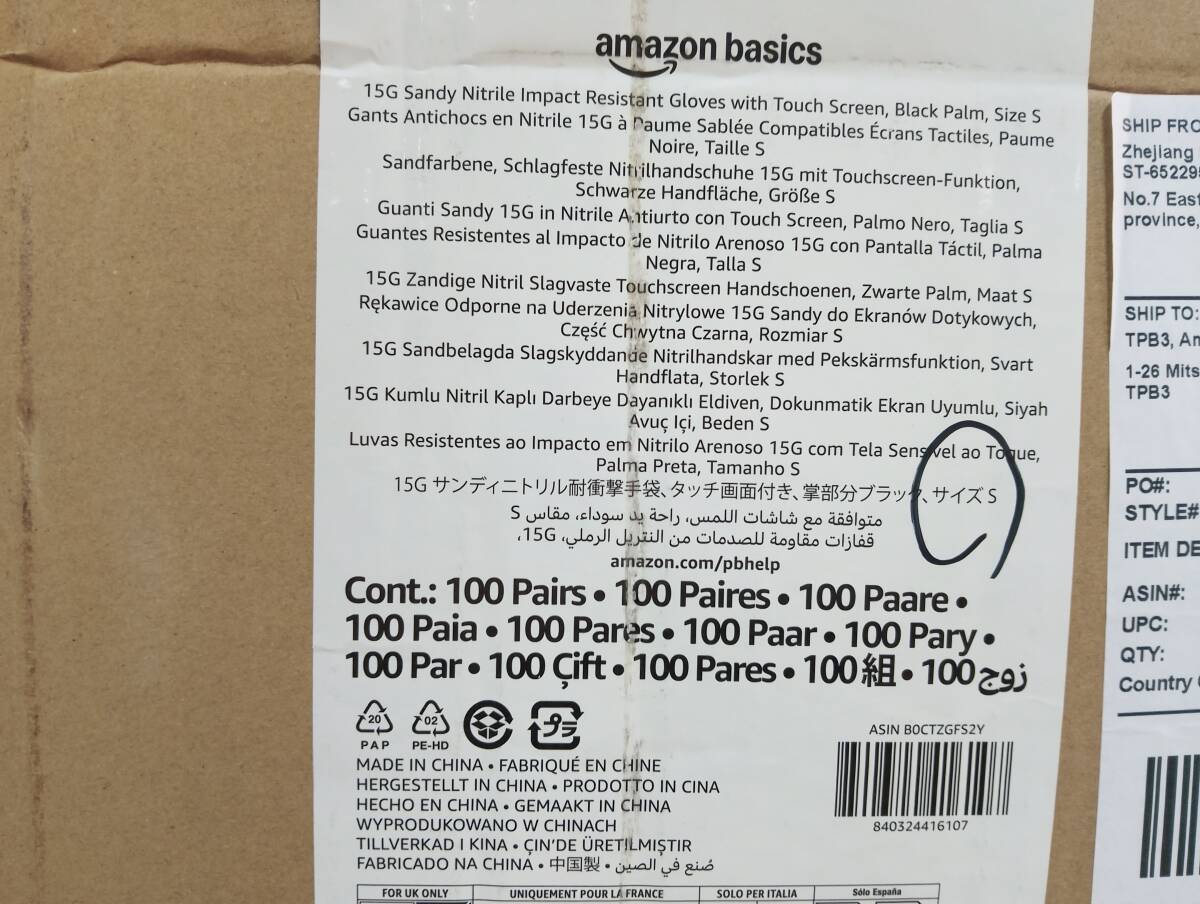 amazon basics
15G Sandy Nitrile Impact Resistant Gloves with Touch Screen, Black Palm, Size S
Gants Antichocs en Nitrile 15G à Paume Sablée Compatibles Écrans Tactiles, Paume
Noire, Taille S
Sandfarbene, Schlagfeste Nitrilhandschuhe 15G mit Touchscreen-Funktion,
Schwarze Handfläche, Größe S
Guanti Sandy 15G in Nitrile Antiurto con Touch Screen, Palmo Nero, Taglia S
Guantes Resistentes al Impacto de Nitrilo Arenoso 15G con Pantalla Táctil, Palma
Negra, Talla S
15G Zandige Nitril Slagvaste Touchscreen Handschoenen, Zwarte Palm, Maat S
Rękawice Odporne na Uderzenia Nitrylowe 15G Sandy do Ekranów Dotykowych,
Część Chwytna Czarna, Rozmiar S
15G Sandbelagda Slagskyddande Nitrilhandskar med Pekskärmsfunktion, Svart
Handflata, Storlek S
15G Kumlu Nitril Kaplı Darbeye Dayanıklı Eldiven, Dokunmatik Ekran Uyumlu, Siyah
Avuç Içi, Beden S
Luvas Resistentes ao Impacto em Nitrilo Arenoso 15G com Tela Sensível ao Toque,
Palma Preta, Tamanho S
15G サンディニトリル耐衝撃手袋、タッチ画面付き、掌部分ブラック、サイズ S
متوافقة مع شاشات اللمس، راحة يد سوداء، مقاس S
قفازات مقاومة للصدمات من النتريل الرملي، 15G،
amazon.com/pbhelp
Cont.: 100 Pairs • 100 Paires • 100 Paare •
100 Paia • 100 Pares • 100 Paar • 100 Pary •
100 Par • 100 Çift • 100 Pares • 100 組 • 100 زوج
20
PAP
02
PE-HD
プラ
MADE IN CHINA • FABRIQUÉ EN CHINE
HERGESTELLT IN CHINA • PRODOTTO IN CINA
HECHO EN CHINA • GEMAAKT IN CHINA
WYPRODUKOWANO W CHINACH
TILLVERKAD I KINA • ÇIN'DE ÜRETILMIŞTIR
FABRICADO NA CHINA • 中国製 • صُنع في الصين
ASIN B0CTZGFS2Y
840324416107
FOR UK ONLY
UNIQUEMENT POUR LA FRANCE
SOLO PER ITALIA
Sólo España
SHIP FRO
Zhejiang
ST-65229
No.7 East
province,
SHIP TO:
TPB3, Am
1-26 Mits
TPB3
PO#:
STYLE#
ITEM DE
ASIN#:
UPC:
QTY:
Country